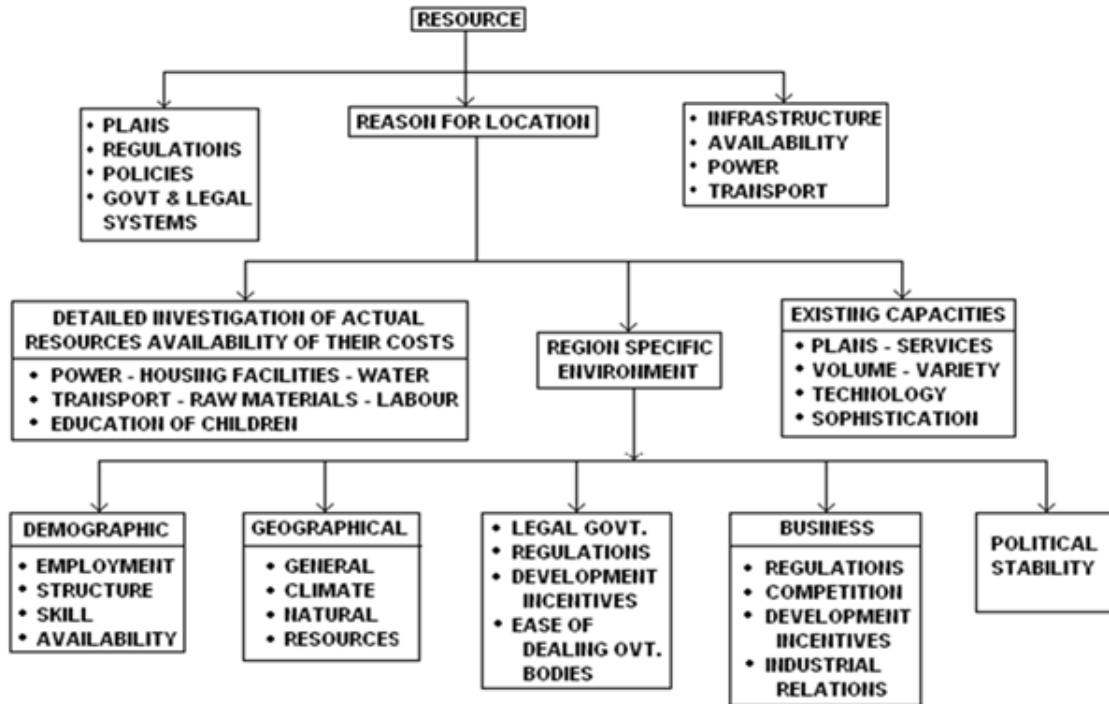 RESOURCE
• PLANS
• REGULATIONS
• POLICIES
• GOVT & LEGAL
SYSTEMS
REASON FOR LOCATION
• INFRASTRUCTURE
• AVAILABILITY
• POWER
• TRANSPORT
DETAILED INVESTIGATION OF ACTUAL
RESOURCES AVAILABILITY OF THEIR COSTS
• POWER - HOUSING FACILITIES - WATER
• TRANSPORT - RAW MATERIALS - LABOUR
• EDUCATION OF CHILDREN
REGION SPECIFIC
ENVIRONMENT
EXISTING CAPACITIES
• PLANS - SERVICES
• VOLUME - VARIETY
• TECHNOLOGY
• SOPHISTICATION
DEMOGRAPHIC
• EMPLOYMENT
• STRUCTURE
• SKILL
• AVAILABILITY
GEOGRAPHICAL
• GENERAL
• CLIMATE
• NATURAL
• RESOURCES
• LEGAL GOVT.
• REGULATIONS
• DEVELOPMENT
INCENTIVES
• EASE OF
DEALING OVT.
BODIES
BUSINESS
• REGULATIONS
• COMPETITION
• DEVELOPMENT
INCENTIVES
• INDUSTRIAL
RELATIONS
POLITICAL
STABILITY